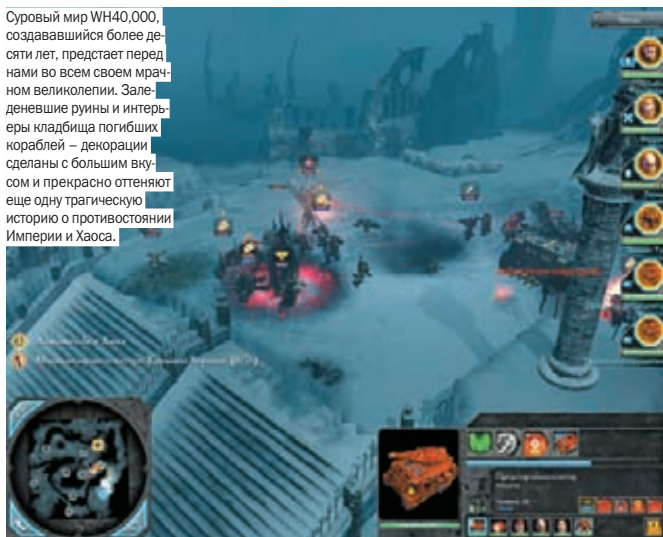 Суровый мир WH40,000,
создававшийся более де-
сяти лет, предстает перед
нами во всем своем мрач-
ном великолепии. Зале-
деневшие руины и интерь-
еры кладбища погибших
кораблей – декорации
сделаны с большим вку-
сом и прекрасно оттеняют
еще одну трагическую
историю о противостоянии
Империи и Хаоса.